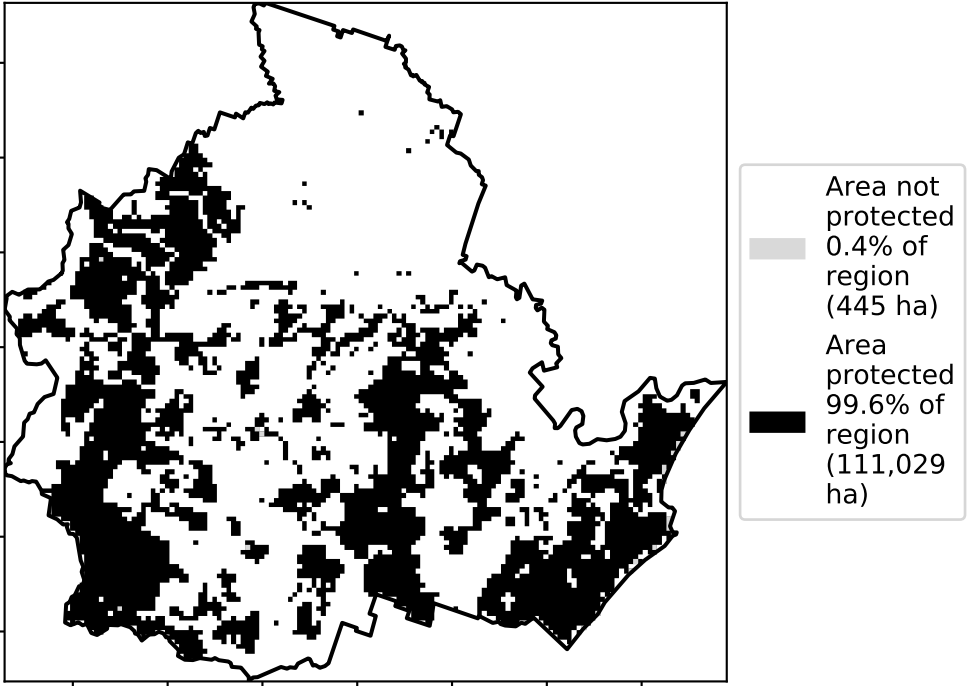 Area not
protected
0.4% of
region
(445 ha)
Area
protected
99.6% of
region
(111,029
ha)